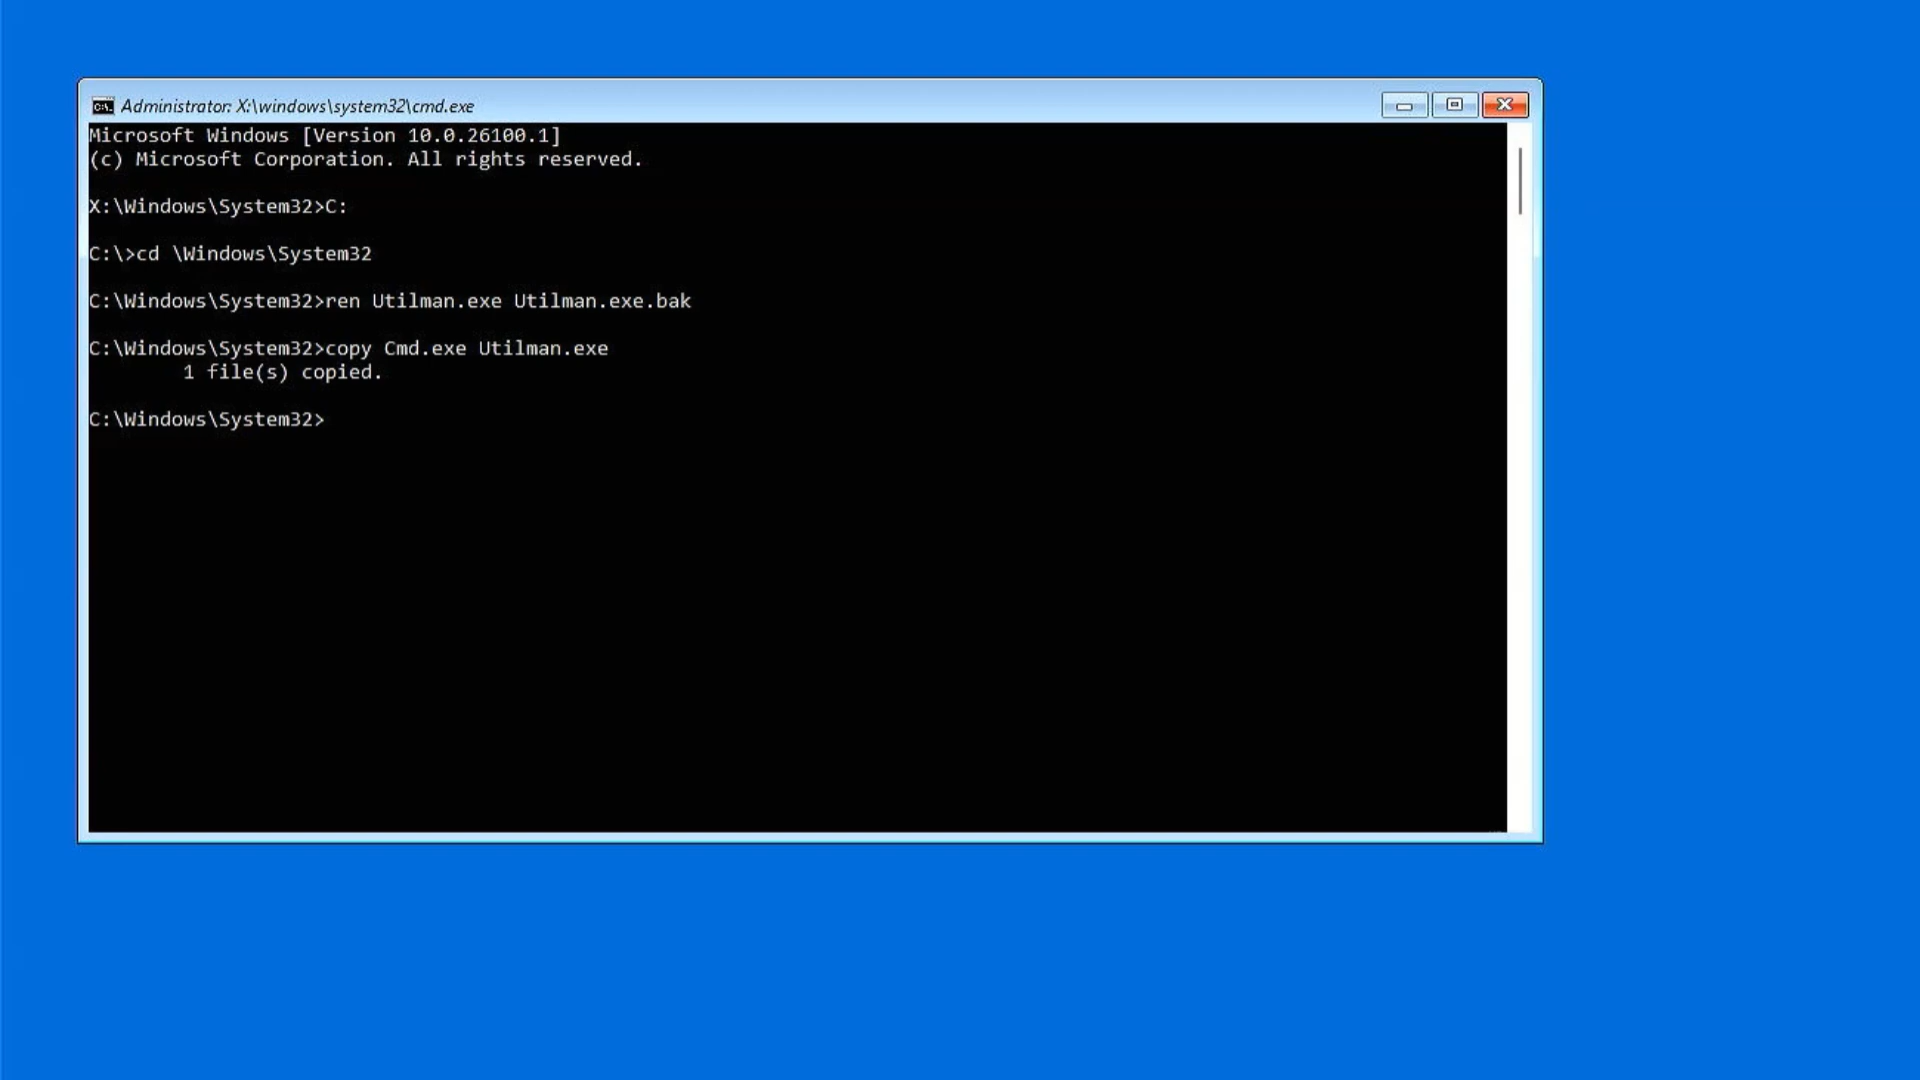 Administrator: X:\windows\system32\cmd.exe
Microsoft Windows [Version 10.0.26100.1]
(c) Microsoft Corporation. All rights reserved.
X:\Windows\System32>C:
C:\>cd \Windows\System32
C:\Windows\System32>ren Utilman.exe Utilman.exe.bak
C:\Windows\System32>copy Cmd.exe Utilman.exe
        1 file(s) copied.
C:\Windows\System32>